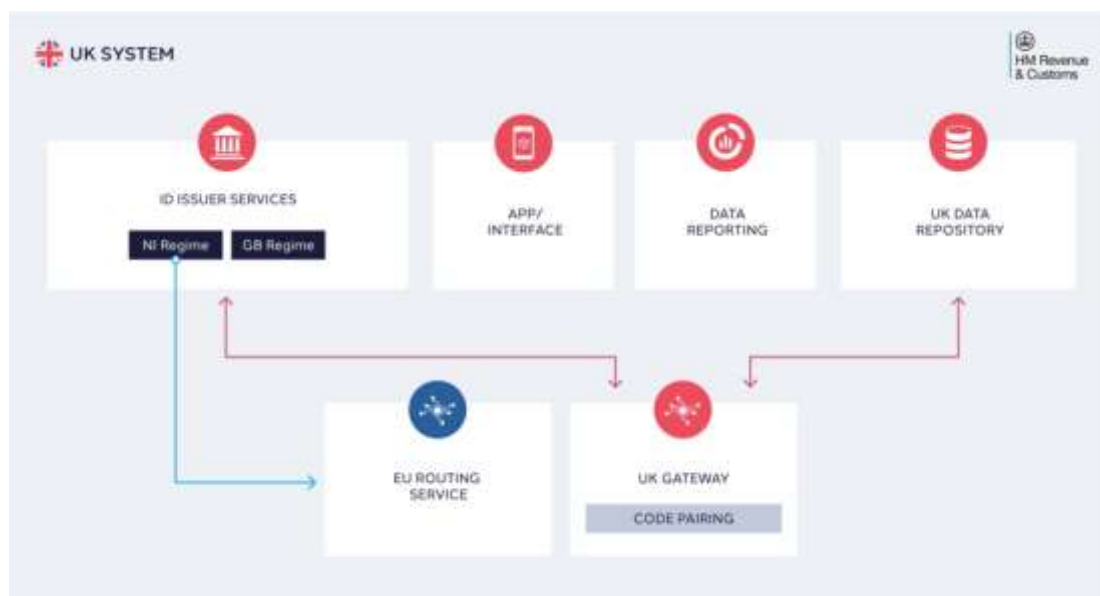 UK SYSTEM
HM Revenue
& Customs
ID ISSUER SERVICES
NI Regime
GB Regime
APP/
INTERFACE
DATA
REPORTING
UK DATA
REPOSITORY
EU ROUTING
SERVICE
UK GATEWAY
CODE PAIRING